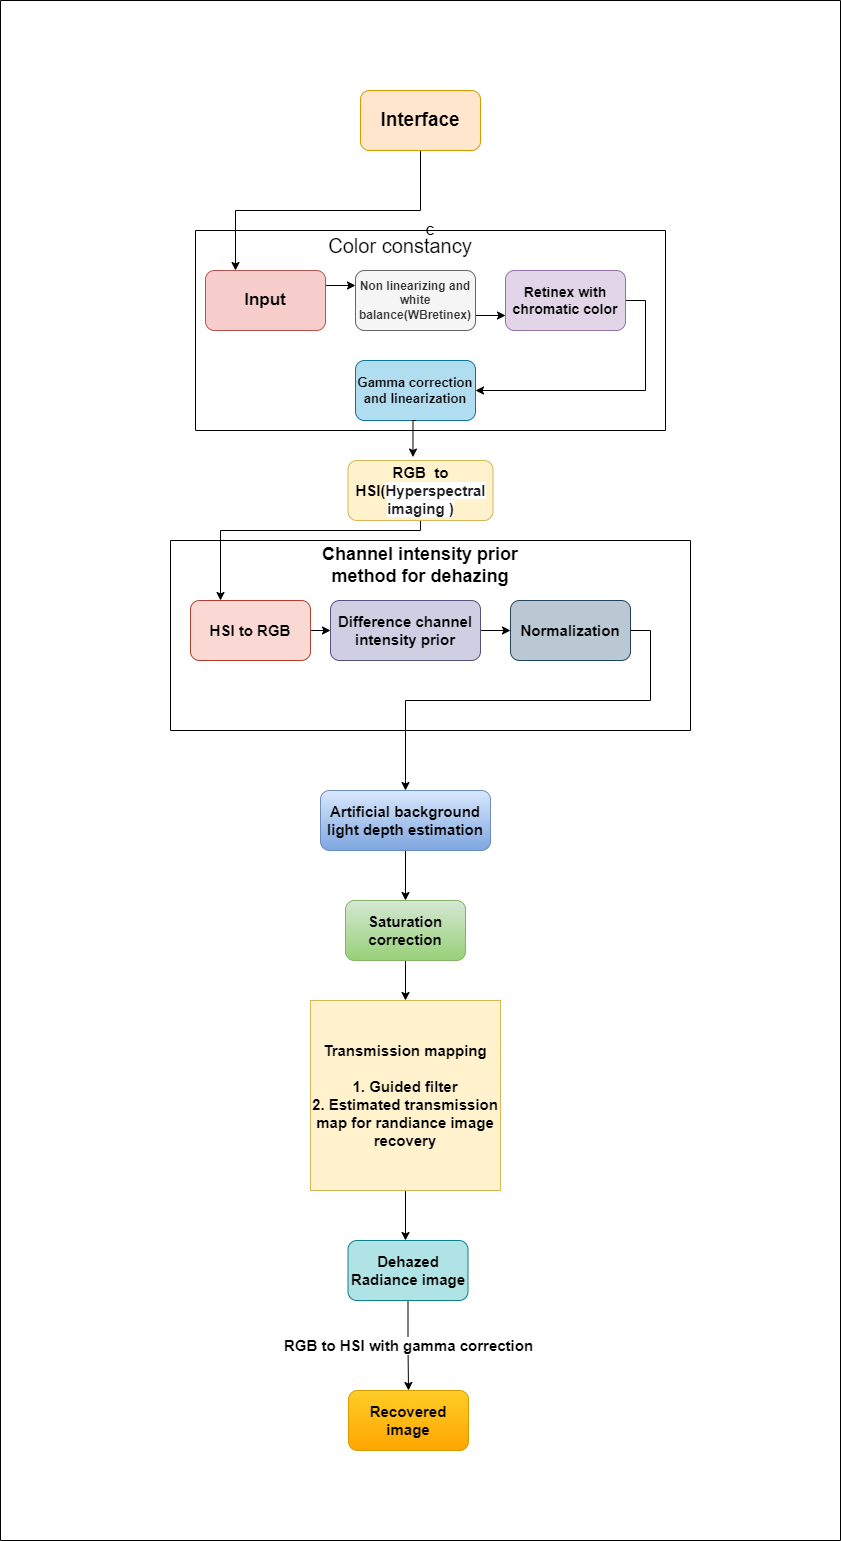 Interface
C
Color constancy
Input
Non linearizing and
white
balance(WBretinex)
Retinex with
chromatic color
Gamma correction
and linearization
RGB to
HSI(Hyperspectral
imaging )
Channel intensity prior
method for dehazing
HSI to RGB
Difference channel
intensity prior
Normalization
Artificial background
light depth estimation
Saturation
correction
Transmission mapping
1. Guided filter
2. Estimated transmission
map for randiance image
recovery
Dehazed
Radiance image
RGB to HSI with gamma correction
Recovered
image